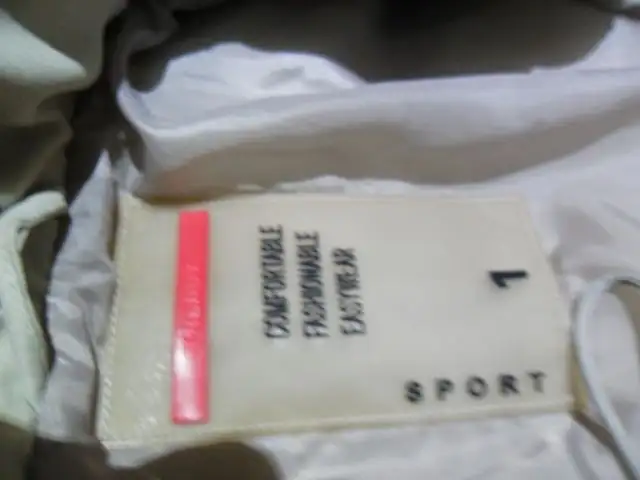 COMFORTABLE
FASHIONABLE
EASYWEAR
1
SPORT